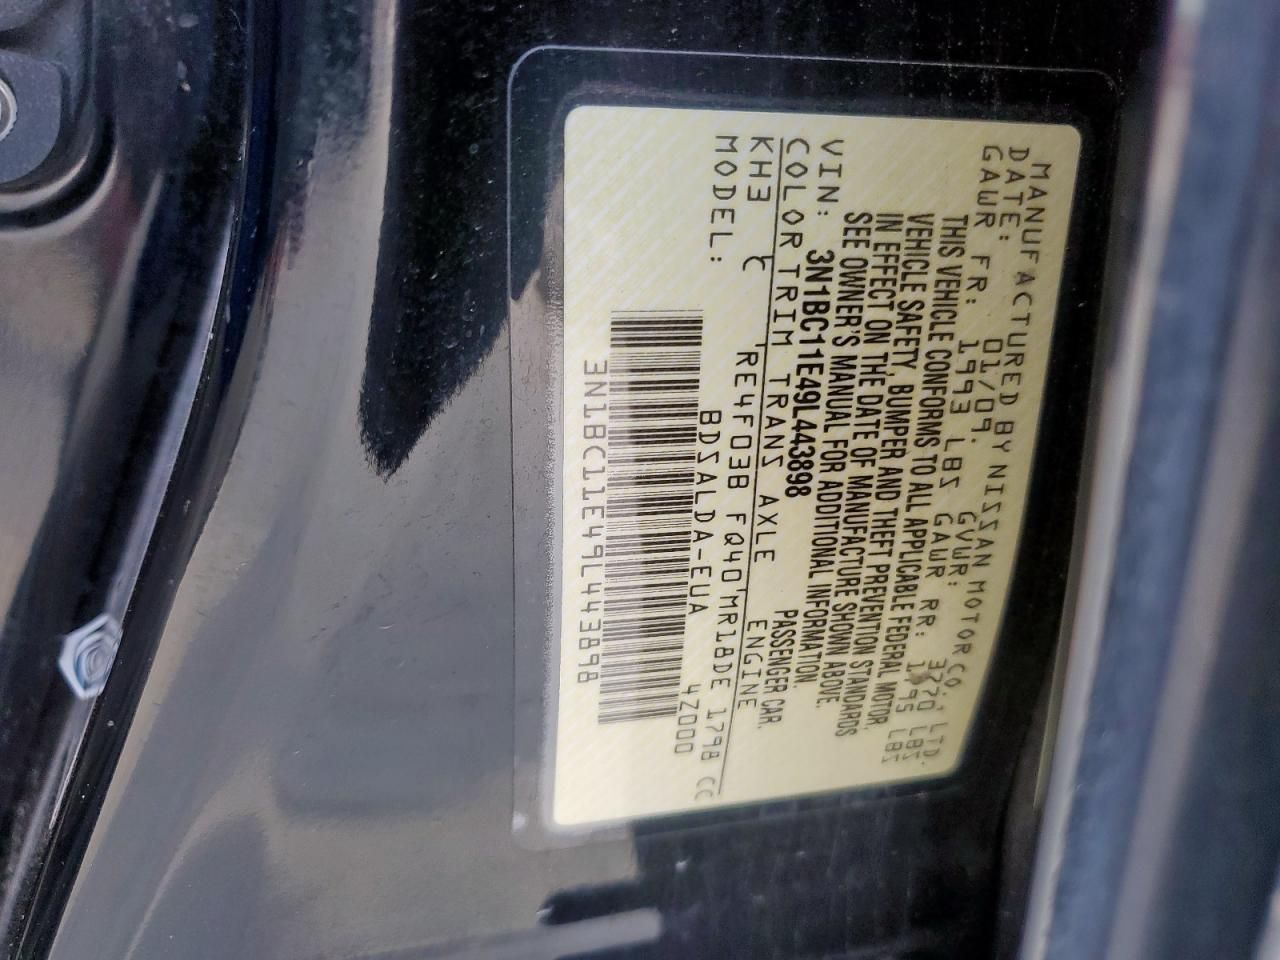 MANUFACTURED BY NISSAN MOTOR CO., LTD.
DATE: 01/09. GVWR: 3770 LBS
GAWR FR: 1993 LBS GAWR RR: 1795 LBS
THIS VEHICLE CONFORMS TO ALL APPLICABLE FEDERAL MOTOR
VEHICLE SAFETY, BUMPER AND THEFT PREVENTION STANDARDS
IN EFFECT ON THE DATE OF MANUFACTURE SHOWN ABOVE.
SEE OWNER'S MANUAL FOR ADDITIONAL INFORMATION.
VIN: 3N1BC11E49L443898 PASSENGER CAR.
COLOR TRIM TRANS AXLE ENGINE
KH3 C RE4F03B FQ40 MR18DE 1798 CC
MODEL: BDSALDA-EUA 4Z000
3N1BC11E49L443898